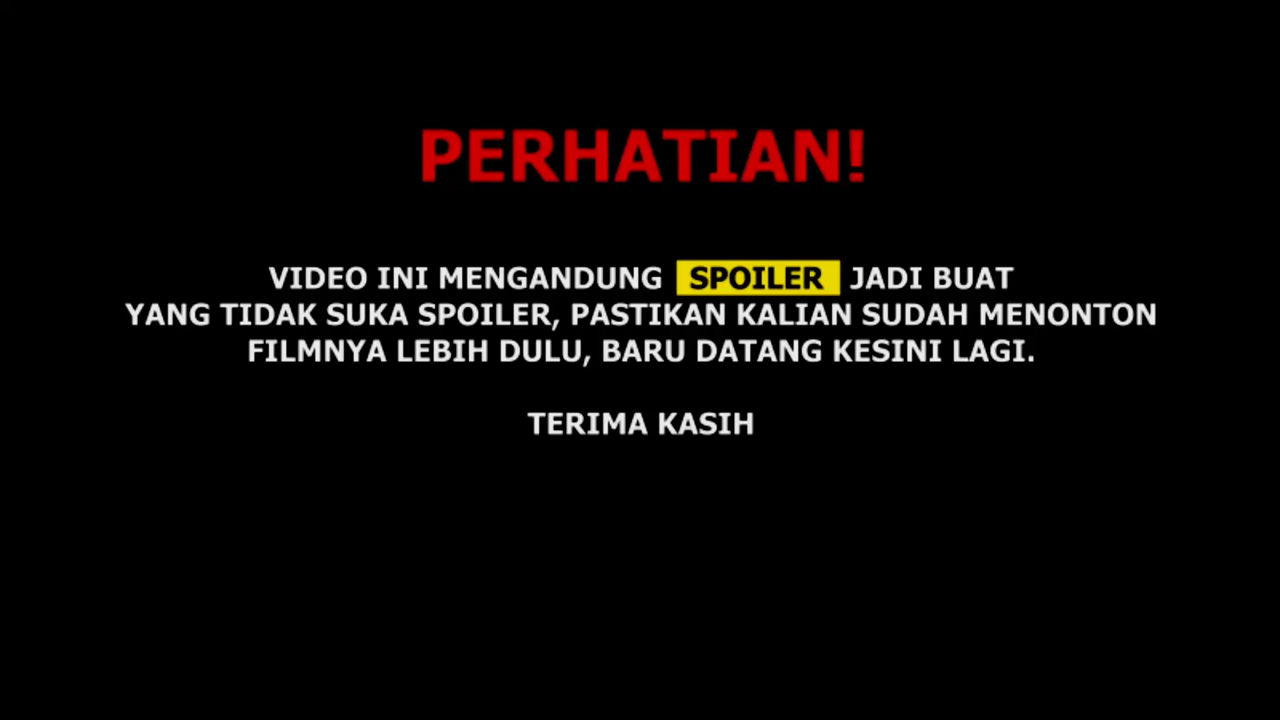 PERHATIAN!
VIDEO INI MENGANDUNG SPOILER JADI BUAT
YANG TIDAK SUKA SPOILER, PASTIKAN KALIAN SUDAH MENONTON
FILMNYA LEBIH DULU, BARU DATANG KESINI LAGI.
TERIMA KASIH